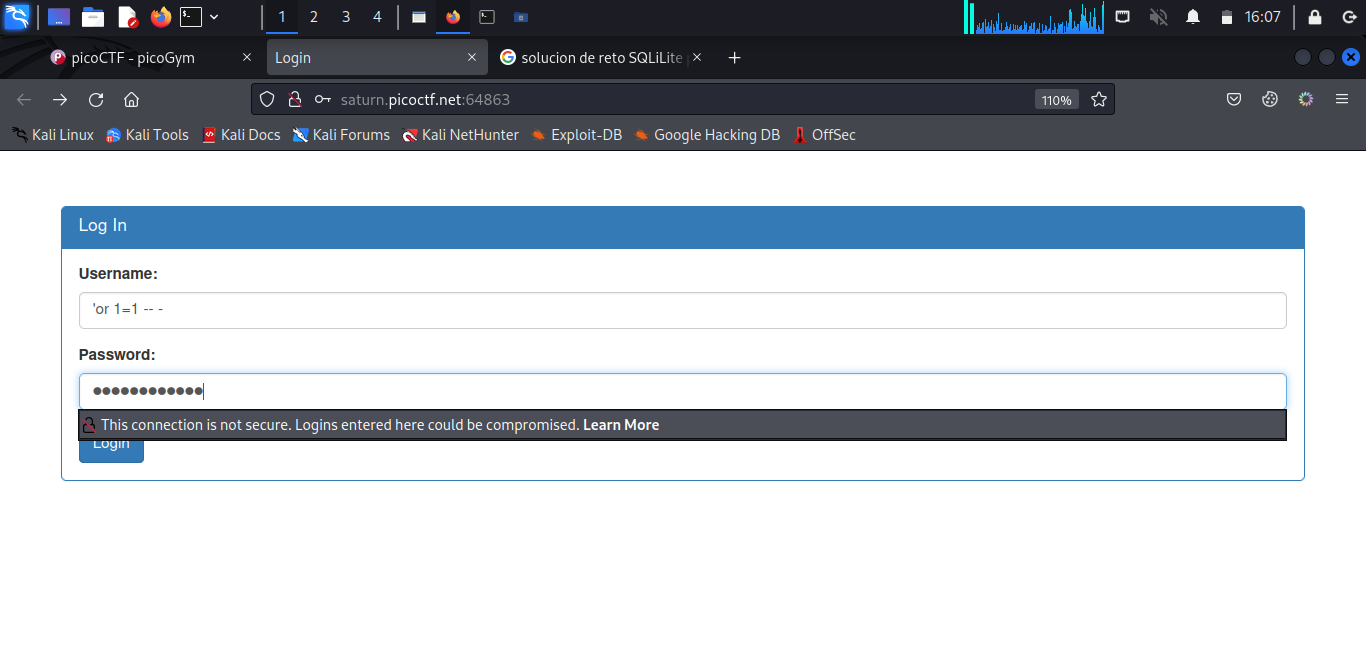 1 2 3 4 16:07
picoCTF - picoGym Login solucion de reto SQLiLite
saturn.picoctf.net:64863 110%
Kali Linux Kali Tools Kali Docs Kali Forums Kali NetHunter Exploit-DB Google Hacking DB OffSec
Log In
Username:
'or 1=1 -- -
Password:
●●●●●●●●●●●●
This connection is not secure. Logins entered here could be compromised. Learn More
Login